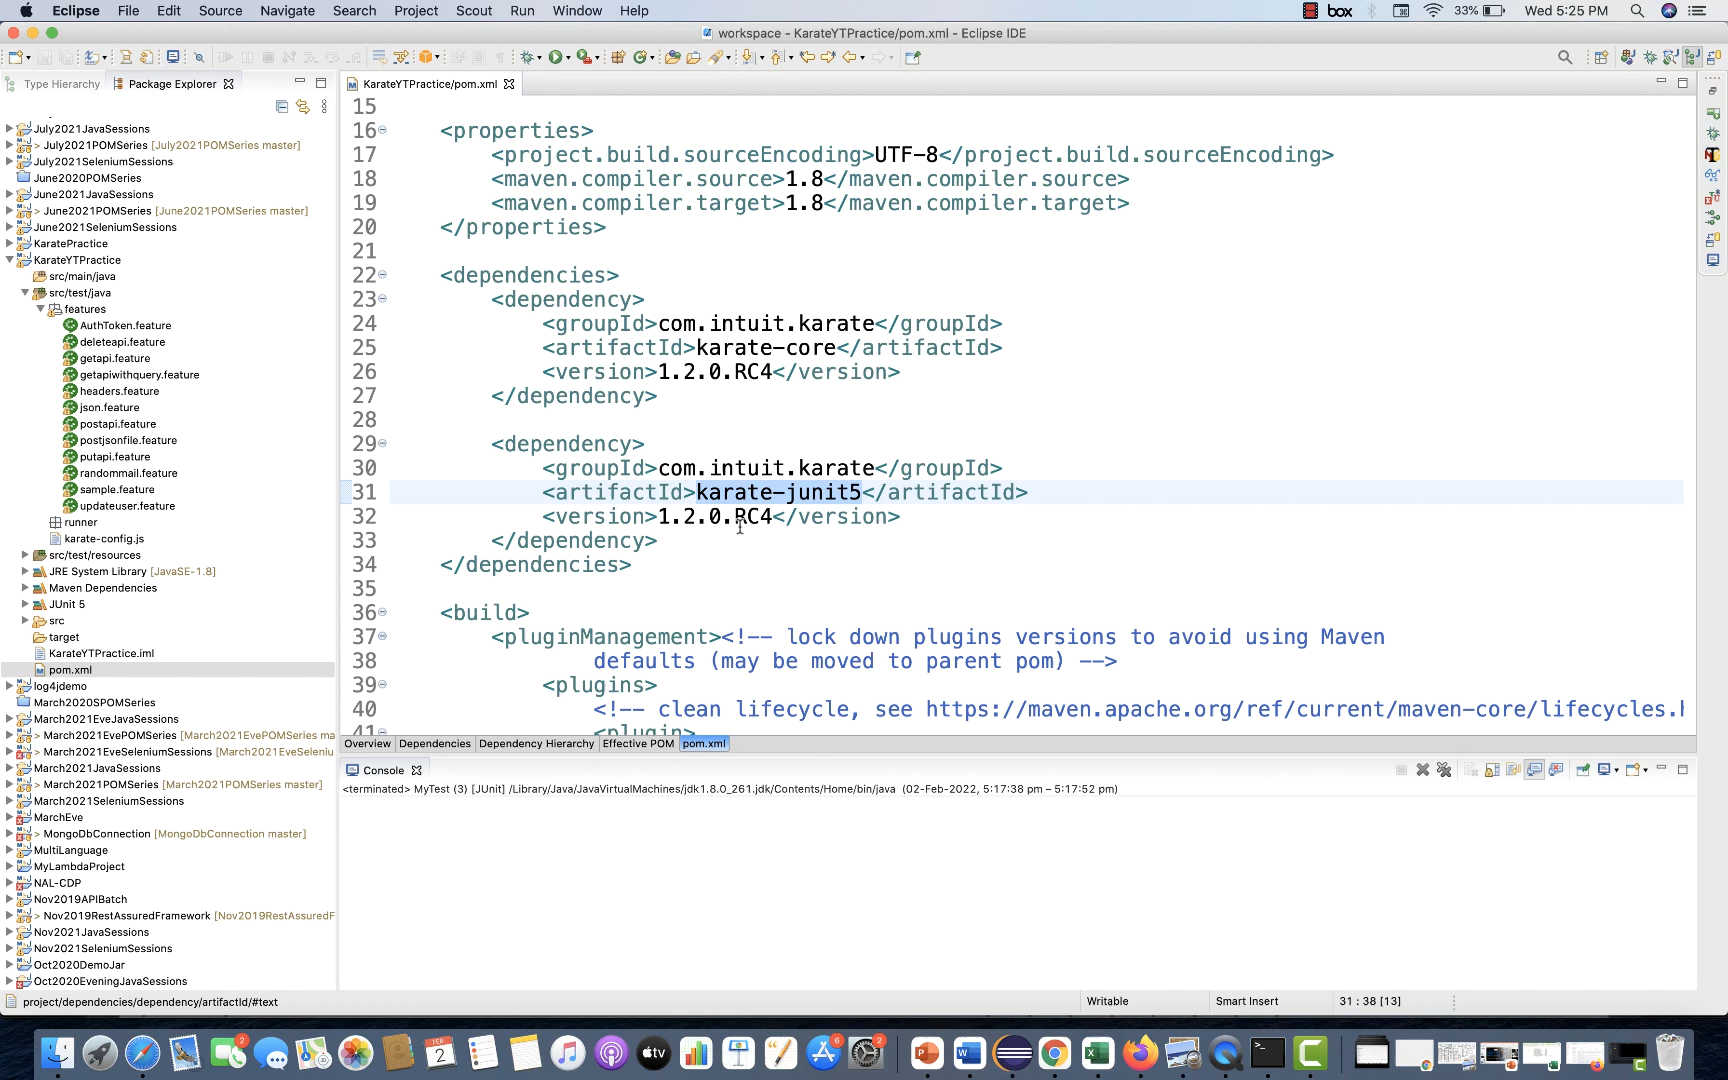 Eclipse File Edit Source Navigate Search Project Scout Run Window Help
box 33% Wed 5:25 PM
workspace - KarateYTPractice/pom.xml - Eclipse IDE
Type Hierarchy Package Explorer
July2021JavaSessions
> July2021POMSeries [July2021POMSeries master]
July2021SeleniumSessions
June2020POMSeries
June2021JavaSessions
> June2021POMSeries [June2021POMSeries master]
June2021SeleniumSessions
KaratePractice
KarateYTPractice
src/main/java
src/test/java
features
AuthToken.feature
deleteapi.feature
getapi.feature
getapiwithquery.feature
headers.feature
json.feature
postapi.feature
postjsonfile.feature
putapi.feature
randommail.feature
sample.feature
updateuser.feature
runner
karate-config.js
src/test/resources
JRE System Library [JavaSE-1.8]
Maven Dependencies
JUnit 5
src
target
KarateYTPractice.iml
pom.xml
log4jdemo
March2020SPOMSeries
March2021EveJavaSessions
> March2021EvePOMSeries [March2021EvePOMSeries ma
> March2021EveSeleniumSessions [March2021EveSeleniu
March2021JavaSessions
> March2021POMSeries [March2021POMSeries master]
March2021SeleniumSessions
MarchEve
> MongoDbConnection [MongoDbConnection master]
MultiLanguage
MyLambdaProject
NAL-CDP
Nov2019APIBatch
> Nov2019RestAssuredFramework [Nov2019RestAssuredF
Nov2021JavaSessions
Nov2021SeleniumSessions
Oct2020DemoJar
Oct2020EveningJavaSessions
KarateYTPractice/pom.xml
15
16 <properties>
17 <project.build.sourceEncoding>UTF-8</project.build.sourceEncoding>
18 <maven.compiler.source>1.8</maven.compiler.source>
19 <maven.compiler.target>1.8</maven.compiler.target>
20 </properties>
21
22 <dependencies>
23 <dependency>
24 <groupId>com.intuit.karate</groupId>
25 <artifactId>karate-core</artifactId>
26 <version>1.2.0.RC4</version>
27 </dependency>
28
29 <dependency>
30 <groupId>com.intuit.karate</groupId>
31 <artifactId>karate-junit5</artifactId>
32 <version>1.2.0.RC4</version>
33 </dependency>
34 </dependencies>
35
36 <build>
37 <pluginManagement><!-- lock down plugins versions to avoid using Maven
38 defaults (may be moved to parent pom) -->
39 <plugins>
40 <!-- clean lifecycle, see https://maven.apache.org/ref/current/maven-core/lifecycles.h
41 <plugin>
Overview Dependencies Dependency Hierarchy Effective POM pom.xml
Console
<terminated> MyTest (3) [JUnit] /Library/Java/JavaVirtualMachines/jdk1.8.0_261.jdk/Contents/Home/bin/java (02-Feb-2022, 5:17:38 pm – 5:17:52 pm)
project/dependencies/dependency/artifactId/#text Writable Smart Insert 31 : 38 [13]
2 FEB 2 tv 6 2 P W X C